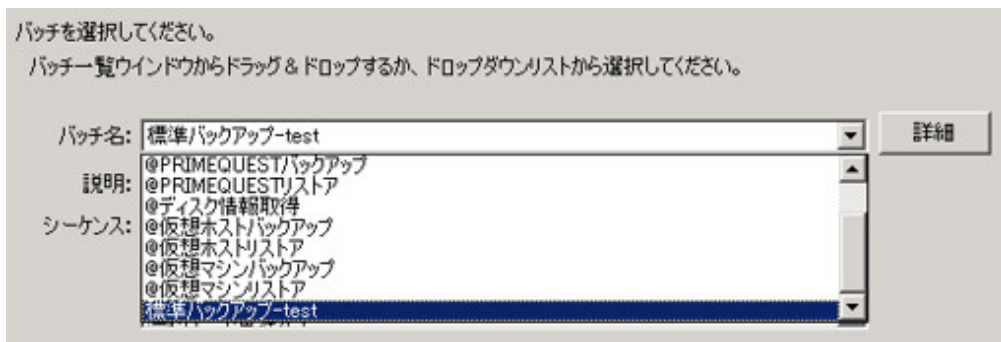 バッチを選択してください。
バッチ一覧ウインドウからドラッグ&ドロップするか、ドロップダウンリストから選択してください。
バッチ名: 標準バックアップ-test 詳細
@PRIMEQUESTバックアップ
説明: @PRIMEQUESTリストア
@ディスク情報取得
シーケンス: @仮想ホストバックアップ
@仮想ホストリストア
@仮想マシンバックアップ
@仮想マシンリストア
標準バックアップ-test